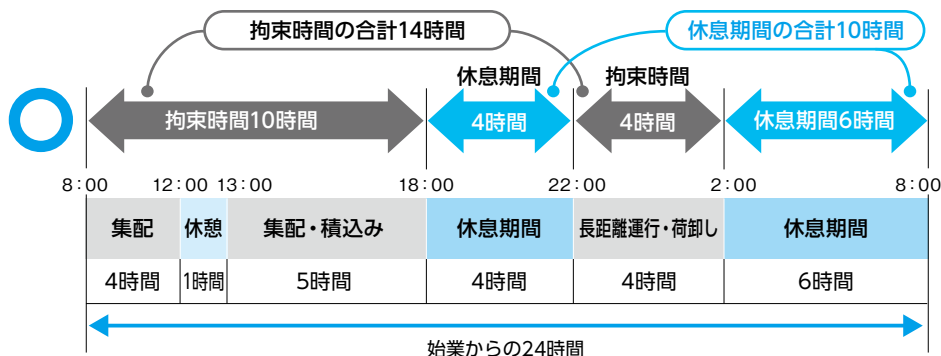 拘束時間の合計14時間
休息期間の合計10時間
休息期間
拘束時間
拘束時間10時間
4時間
4時間
休息期間6時間
8:00
12:00
13:00
18:00
22:00
2:00
8:00
集配
休憩
集配・積込み
休息期間
長距離運行・荷卸し
休息期間
4時間
1時間
5時間
4時間
4時間
6時間
始業からの24時間